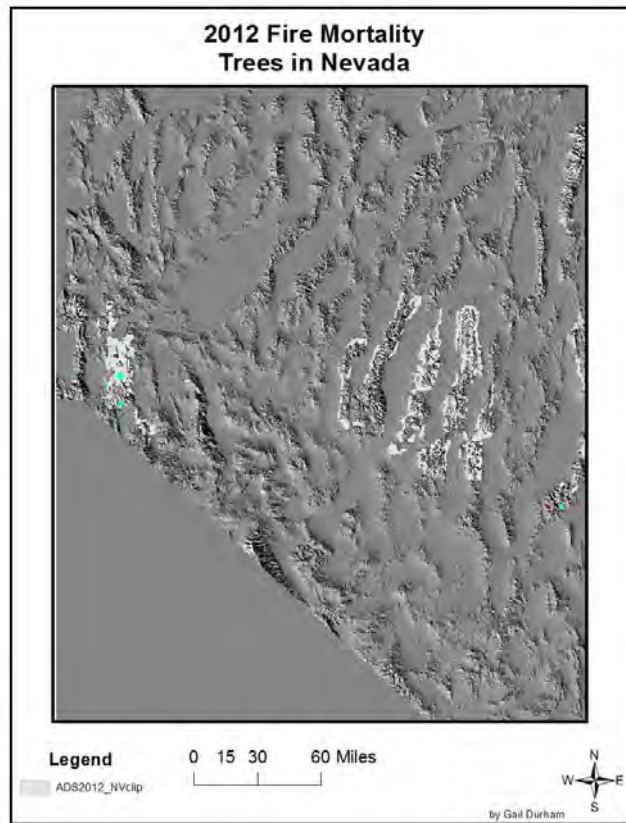 2012 Fire Mortality
Trees in Nevada
Legend
ADS2012_NVclip
0 15 30 60 Miles
N
W E
S
by Gail Durham